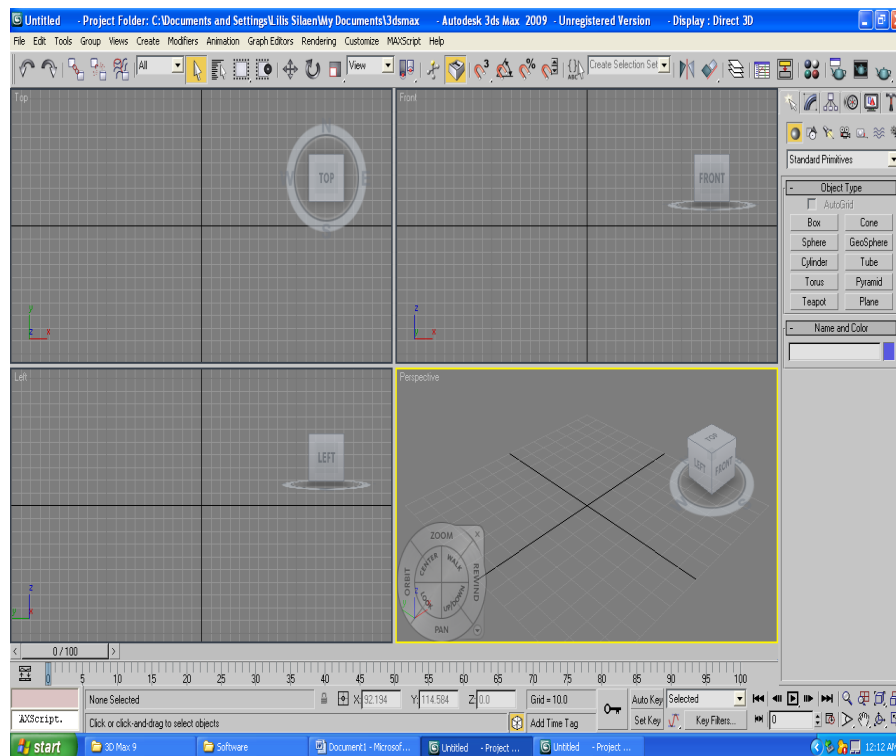 Untitled - Project Folder: C:\Documents and Settings\Lilis Silaen\My Documents\3dsmax - Autodesk 3ds Max 2009 - Unregistered Version - Display : Direct 3D
File Edit Tools Group Views Create Modifiers Animation Graph Editors Rendering Customize MAXScript Help
All View 3 % ABC Create Selection Set
Top Front
N
TOP
E
S
FRONT
y
z x
z
x
Standard Primitives
- Object Type
AutoGrid
Box Cone
Sphere GeoSphere
Cylinder Tube
Torus Pyramid
Teapot Plane
- Name and Color
Left Perspective
LEFT
TOP
LEFT FRONT
S
z
x
ZOOM X
CENTER WALK
ORBIT REWIND
LOOK UP/DOWN
PAN
< 0 / 100 >
0 5 10 15 20 25 30 35 40 45 50 55 60 65 70 75 80 85 90 95 100
None Selected X: 92.194 Y: 114.584 Z: 0.0 Grid = 10.0 Auto Key Selected
AXScript. Click or click-and-drag to select objects Add Time Tag Set Key Key Filters... 0
start 3D Max 9 Software Document1 - Microsof... Untitled - Project ... Untitled - Project ... 12:12 AM